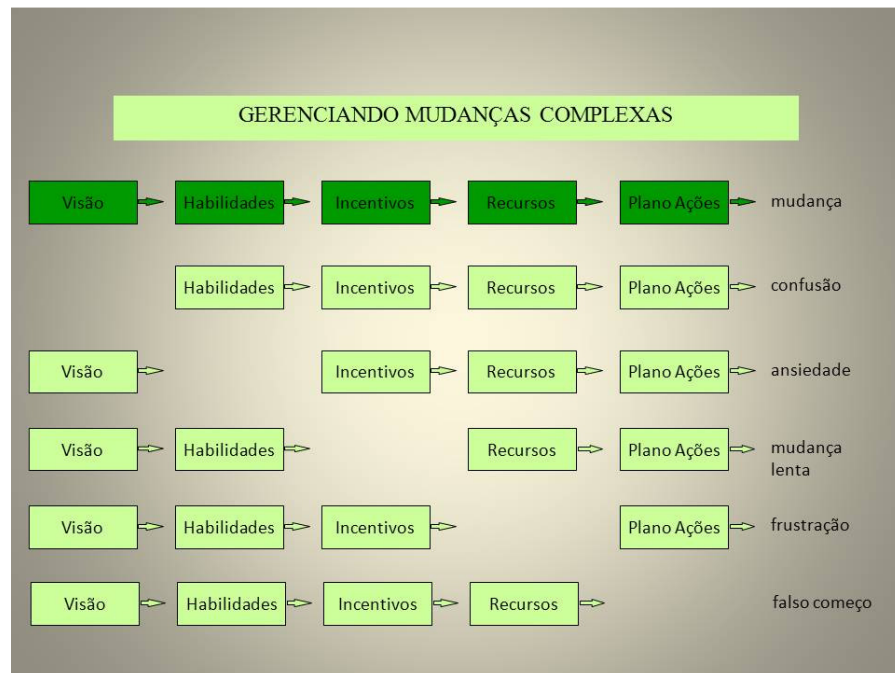 GERENCIANDO MUDANÇAS COMPLEXAS
Visão Habilidades Incentivos Recursos Plano Ações mudança
Habilidades Incentivos Recursos Plano Ações confusão
Visão Incentivos Recursos Plano Ações ansiedade
Visão Habilidades Recursos Plano Ações mudança
lenta
Visão Habilidades Incentivos Plano Ações frustração
Visão Habilidades Incentivos Recursos falso começo